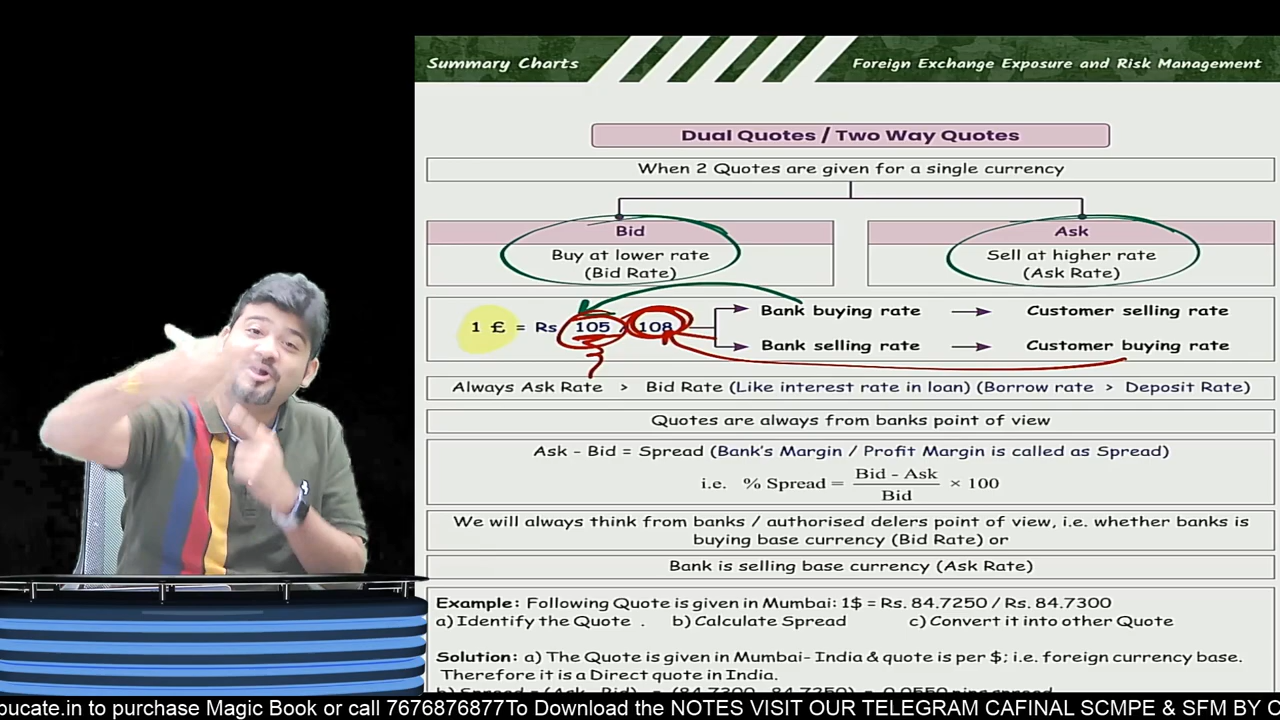 Summary Charts
Foreign Exchange Exposure and Risk Management
Dual Quotes / Two Way Quotes
When 2 Quotes are given for a single currency
Bid
Buy at lower rate
(Bid Rate)
Ask
Sell at higher rate
(Ask Rate)
1 £ = Rs 105 / 108
Bank buying rate
Customer selling rate
Bank selling rate
Customer buying rate
Always Ask Rate > Bid Rate (Like interest rate in loan) (Borrow rate > Deposit Rate)
Quotes are always from banks point of view
Ask - Bid = Spread (Bank's Margin / Profit Margin is called as Spread)
i.e. % Spread = Bid - Ask / Bid × 100
We will always think from banks / authorised delers point of view, i.e. whether banks is
buying base currency (Bid Rate) or
Bank is selling base currency (Ask Rate)
Example: Following Quote is given in Mumbai: 1$ = Rs. 84.7250 / Rs. 84.7300
a) Identify the Quote . b) Calculate Spread c) Convert it into other Quote
Solution: a) The Quote is given in Mumbai- India & quote is per $; i.e. foreign currency base.
Therefore it is a Direct quote in India.
b) Spread = (Ask - Bid) = (84.7300 - 84.7250) =
bucate.in to purchase Magic Book or call 7676876877To Download the NOTES VISIT OUR TELEGRAM CAFINAL SCMPE & SFM BY